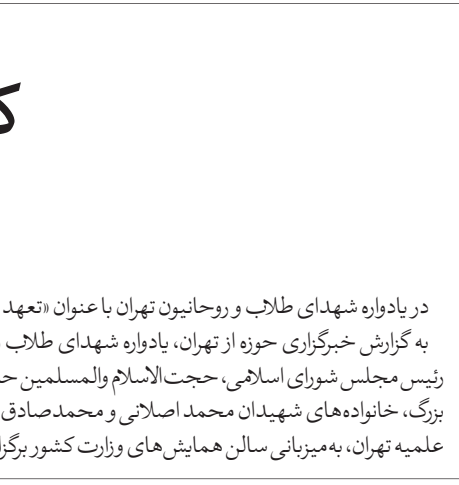 در یادواره شهدای طلاب و روحانیون تهران با عنوان «تعهد
به گزارش خبرگزاری حوزه از تهران، یادواره شهدای طلاب
رئیس مجلس شورای اسلامی، حجت‌الاسلام والمسلمین
بزرگ، خانواده‌های شهیدان محمد اصلانی و محمدصادق
علمیه تهران، به‌میزبانی سالن همایش‌های وزارت کشور